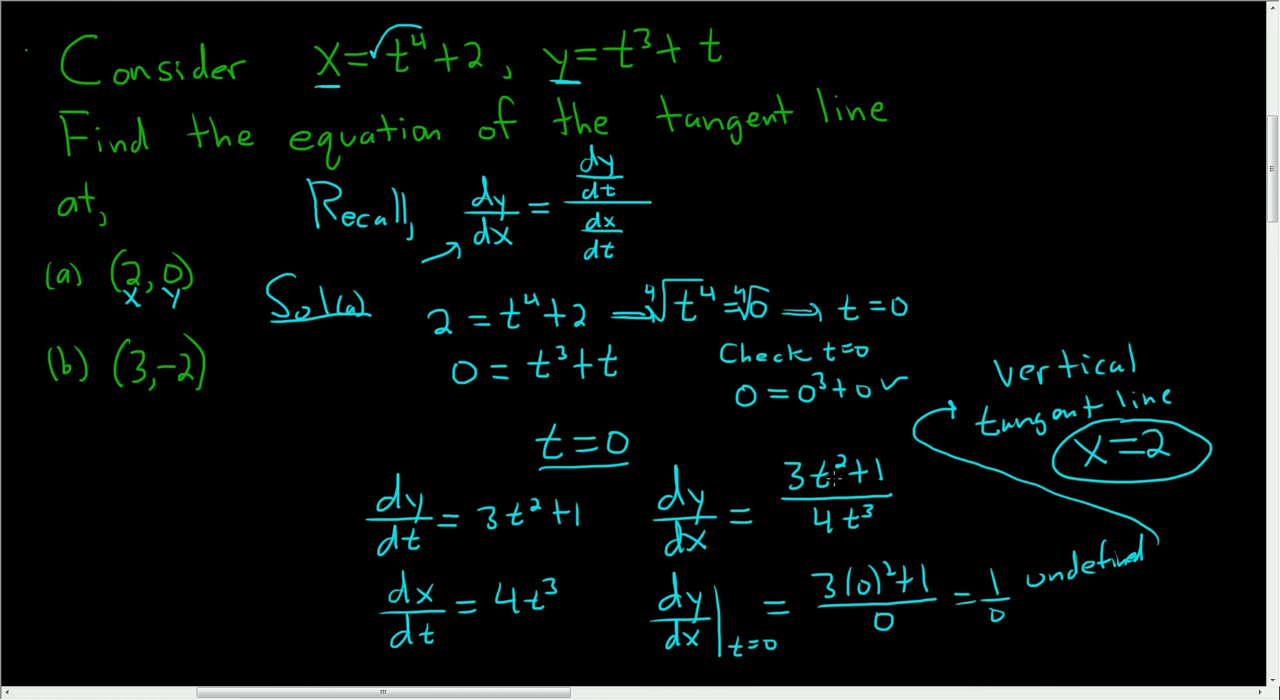 Consider x = t⁴ + 2, y = t³ + t
Find the equation of the tangent line
at,
Recall, dy/dx = (dy/dt)/(dx/dt)
(a) (2, 0)
x y
Sol(a)
2 = t⁴ + 2 → ⁴√t⁴ = ⁴√0 → t = 0
0 = t³ + t
Check t=0
0 = 0³ + 0 ✓
(b) (3, -2)
vertical
tangent line
x = 2
t = 0
dy/dt = 3t² + 1
dy/dx = (3t² + 1)/(4t³)
dx/dt = 4t³
dy/dx |t=0 = (3(0)² + 1)/0 = 1/0 undefined